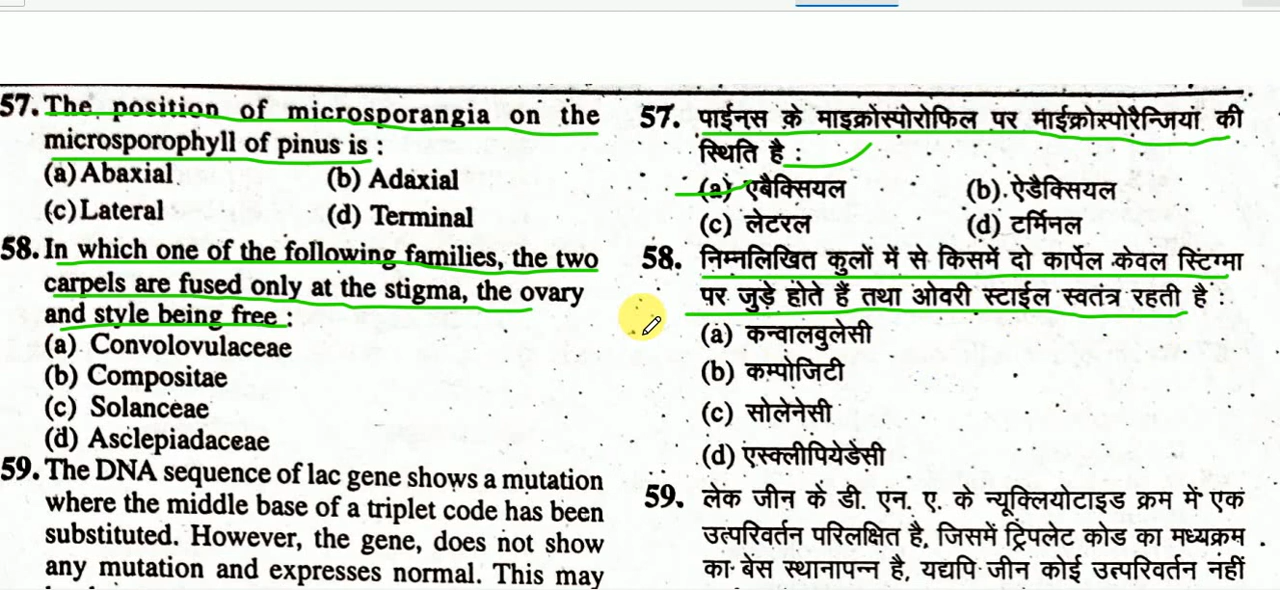 57. The position of microsporangia on the
microsporophyll of pinus is :
(a) Abaxial
(b) Adaxial
(c) Lateral
(d) Terminal
58. In which one of the following families, the two
carpels are fused only at the stigma, the ovary
and style being free :
(a) Convolovulaceae
(b) Compositae
(c) Solanceae
(d) Asclepiadaceae
59. The DNA sequence of lac gene shows a mutation
where the middle base of a triplet code has been
substituted. However, the gene, does not show
any mutation and expresses normal. This may
57. पाईनस के माइक्रोस्पोरोफिल पर माईक्रोस्पोरैन्जिया की
स्थिति है :
(a) एबैक्सियल
(b) ऐडैक्सियल
(c) लेटरल
(d) टर्मिनल
58. निम्नलिखित कुलों में से किसमें दो कार्पेल केवल स्टिग्मा
पर जुड़े होते हैं तथा ओवरी स्टाईल स्वतंत्र रहती है :
(a) कन्वालवुलेसी
(b) कम्पोजिटी
(c) सोलेनेसी
(d) एस्क्लीपियेडेसी
59. लेक जीन के डी. एन. ए. के न्यूक्लियोटाइड क्रम में एक
उत्परिवर्तन परिलक्षित है, जिसमें ट्रिपलेट कोड का मध्यक्रम
का बेस स्थानापन्न है, यद्यपि जीन कोई उत्परिवर्तन नहीं